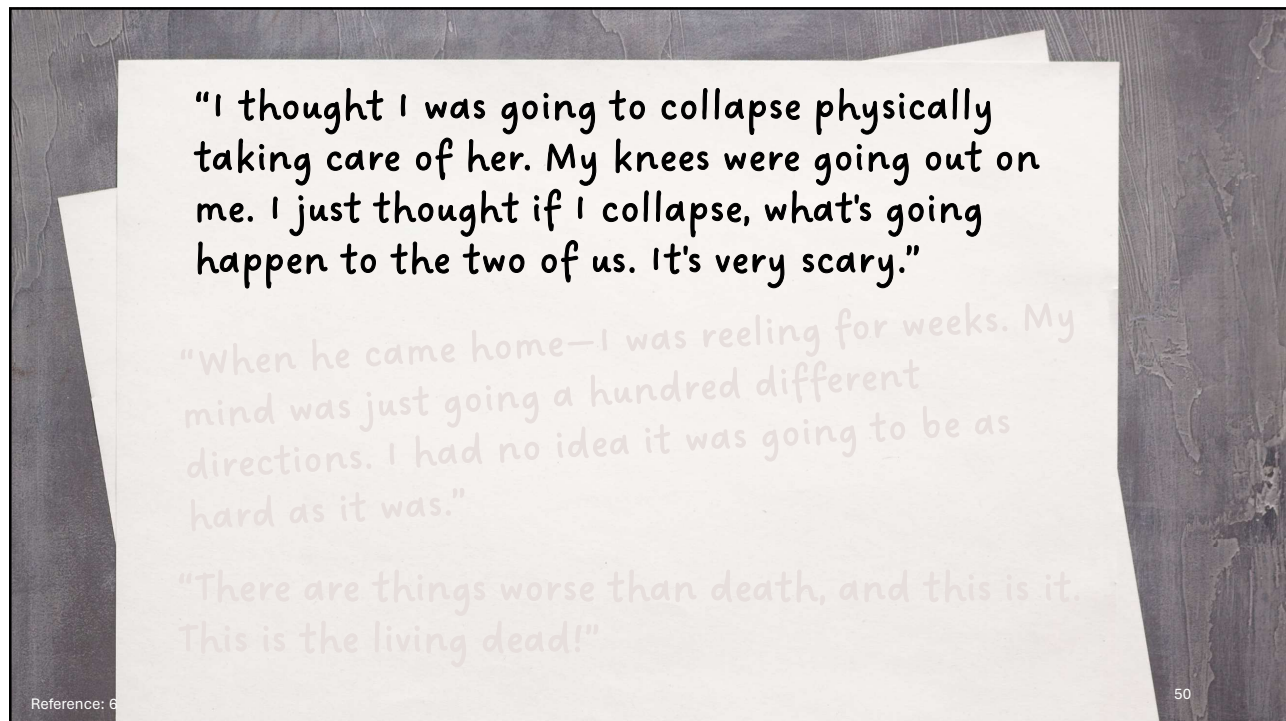 “I thought I was going to collapse physically
taking care of her. My knees were going out on
me. I just thought if I collapse, what's going
happen to the two of us. It's very scary.”
“When he came home—I was reeling for weeks. My
mind was just going a hundred different
directions. I had no idea it was going to be as
hard as it was.”
“There are things worse than death, and this is it.
This is the living dead!”
Reference: 6
50